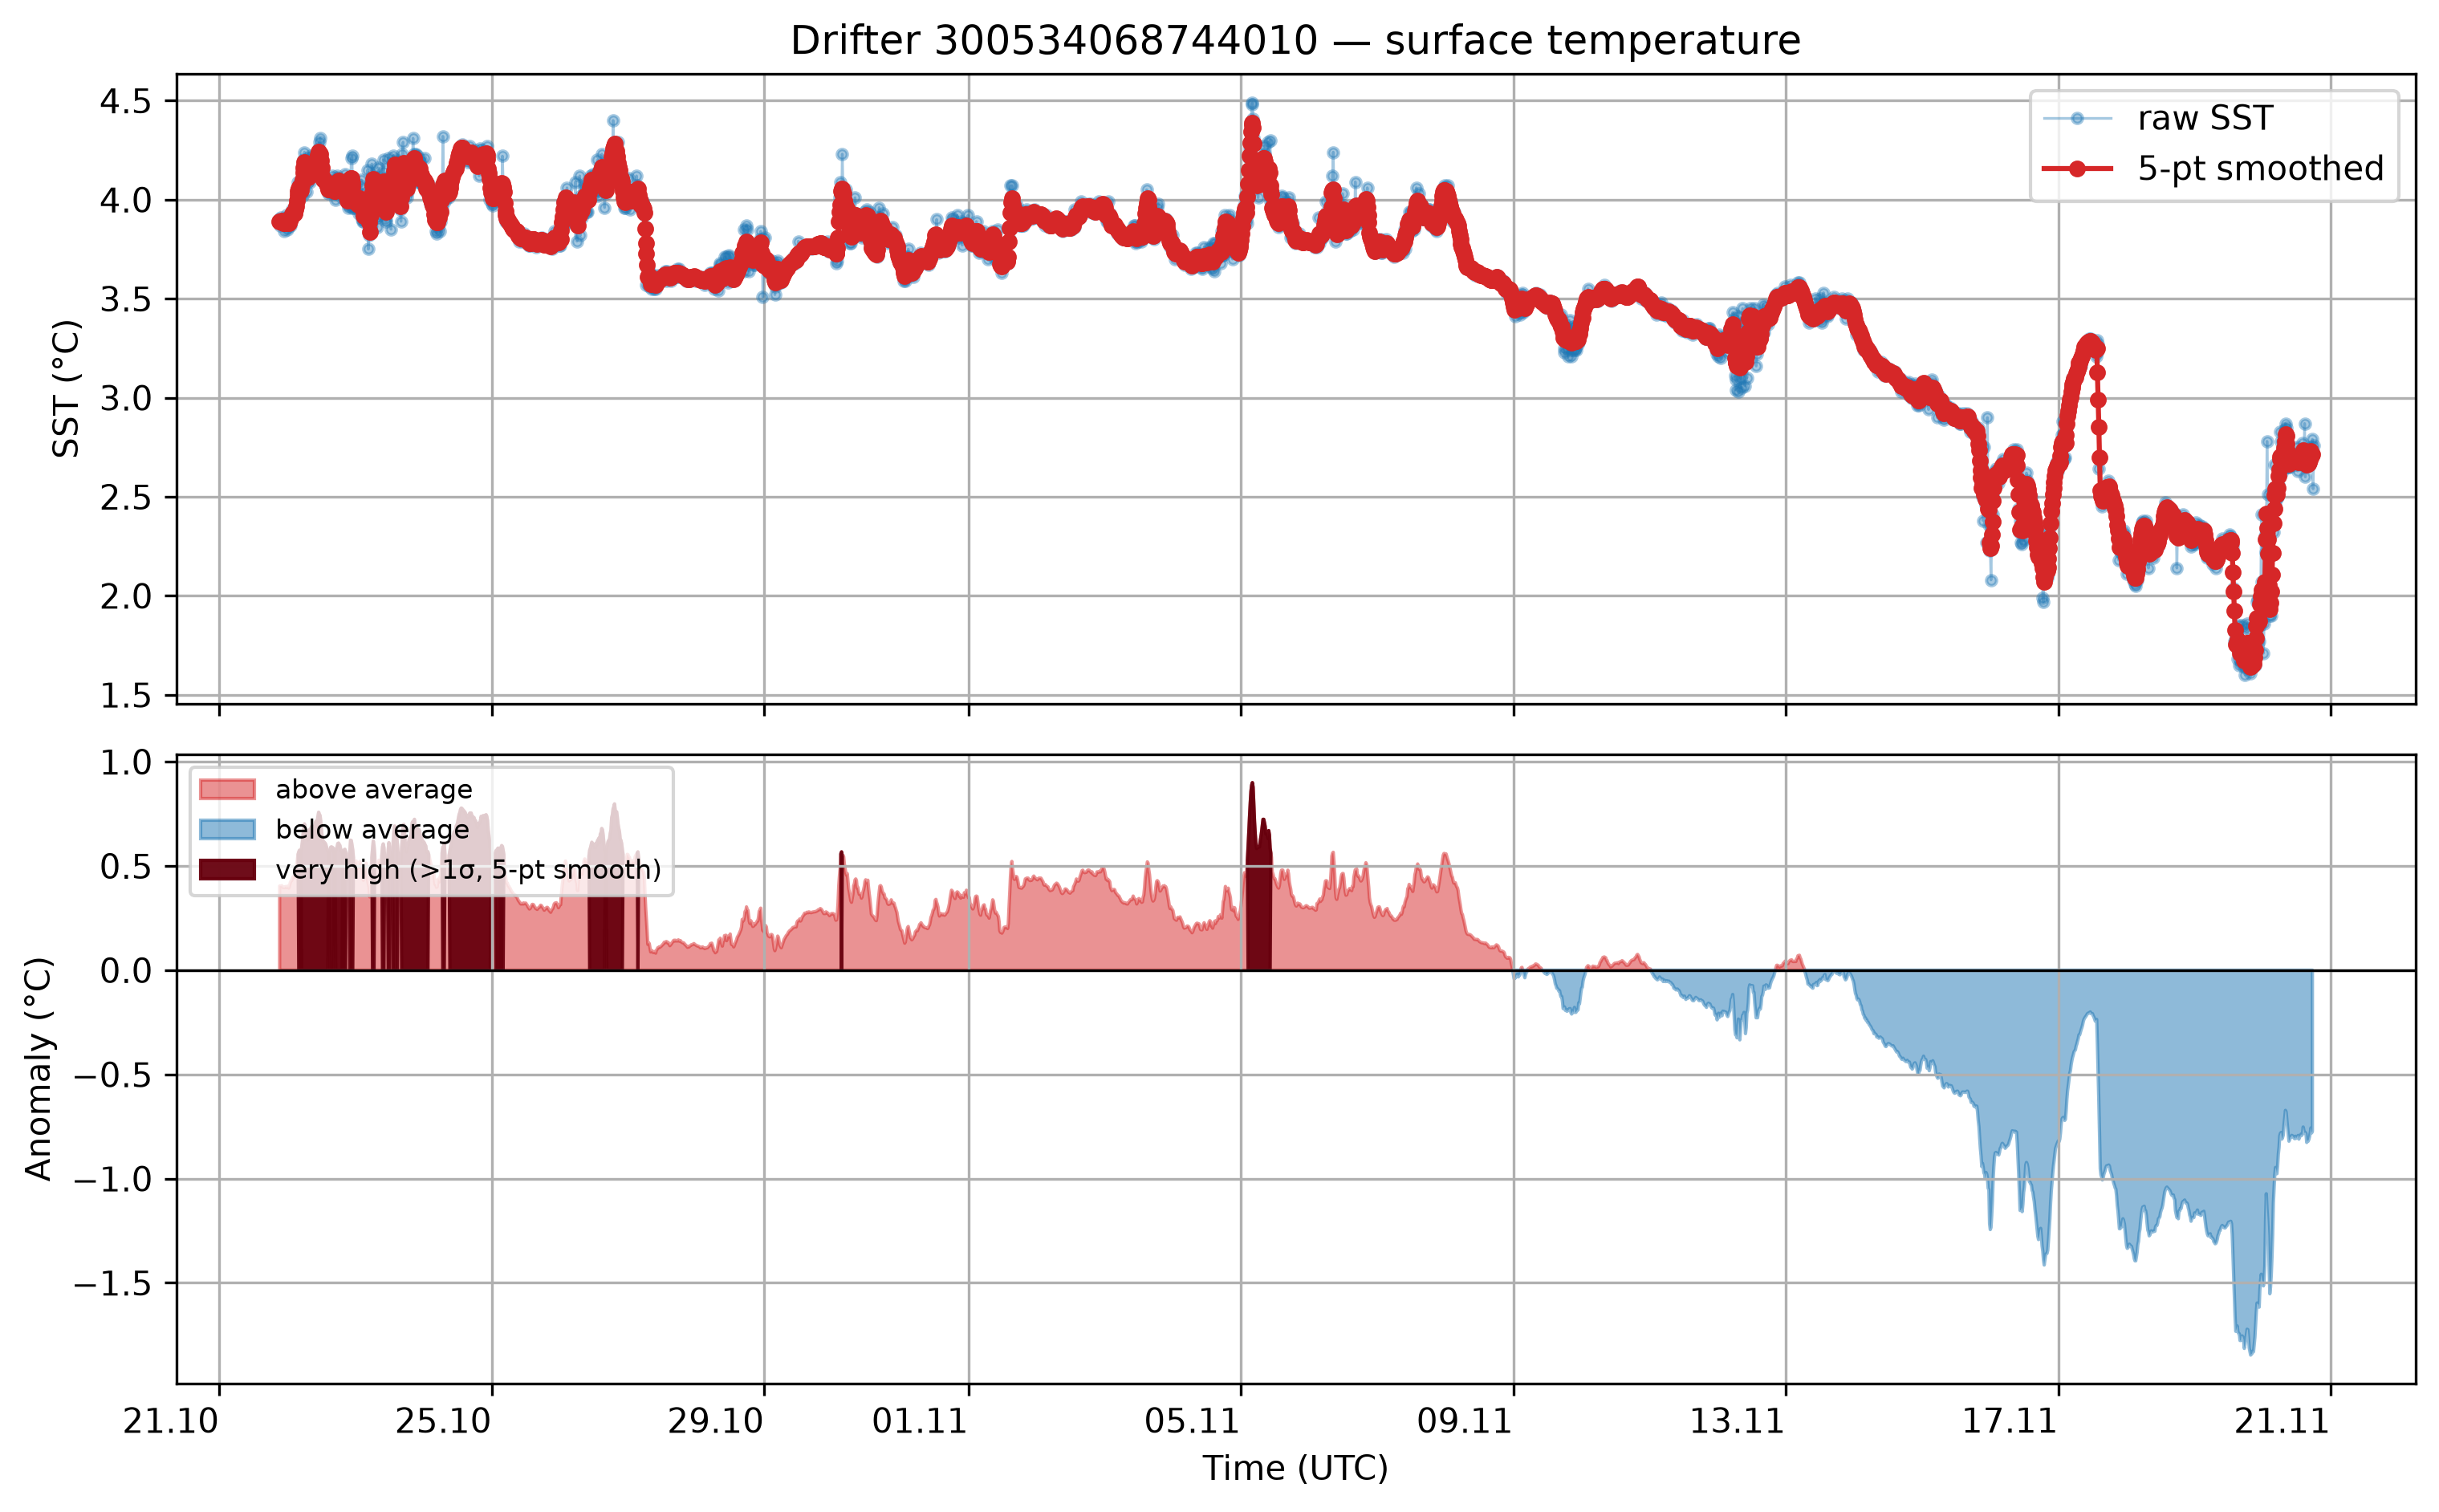 Drifter 300534068744010 — surface temperature
4.5
4.0
3.5
3.0
2.5
2.0
1.5
SST (°C)
raw SST
5-pt smoothed
1.0
0.5
0.0
−0.5
−1.0
−1.5
Anomaly (°C)
above average
below average
very high (>1σ, 5-pt smooth)
21.10
25.10
29.10
01.11
05.11
09.11
13.11
17.11
21.11
Time (UTC)